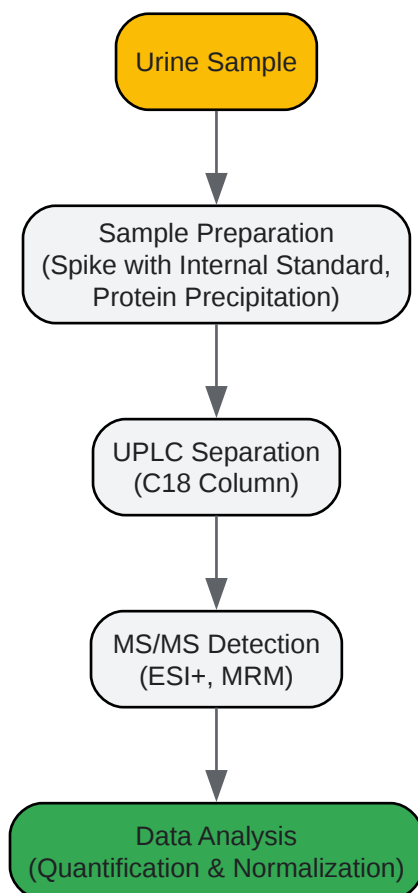 Urine Sample
Sample Preparation
(Spike with Internal Standard,
Protein Precipitation)
UPLC Separation
(C18 Column)
MS/MS Detection
(ESI+, MRM)
Data Analysis
(Quantification & Normalization)